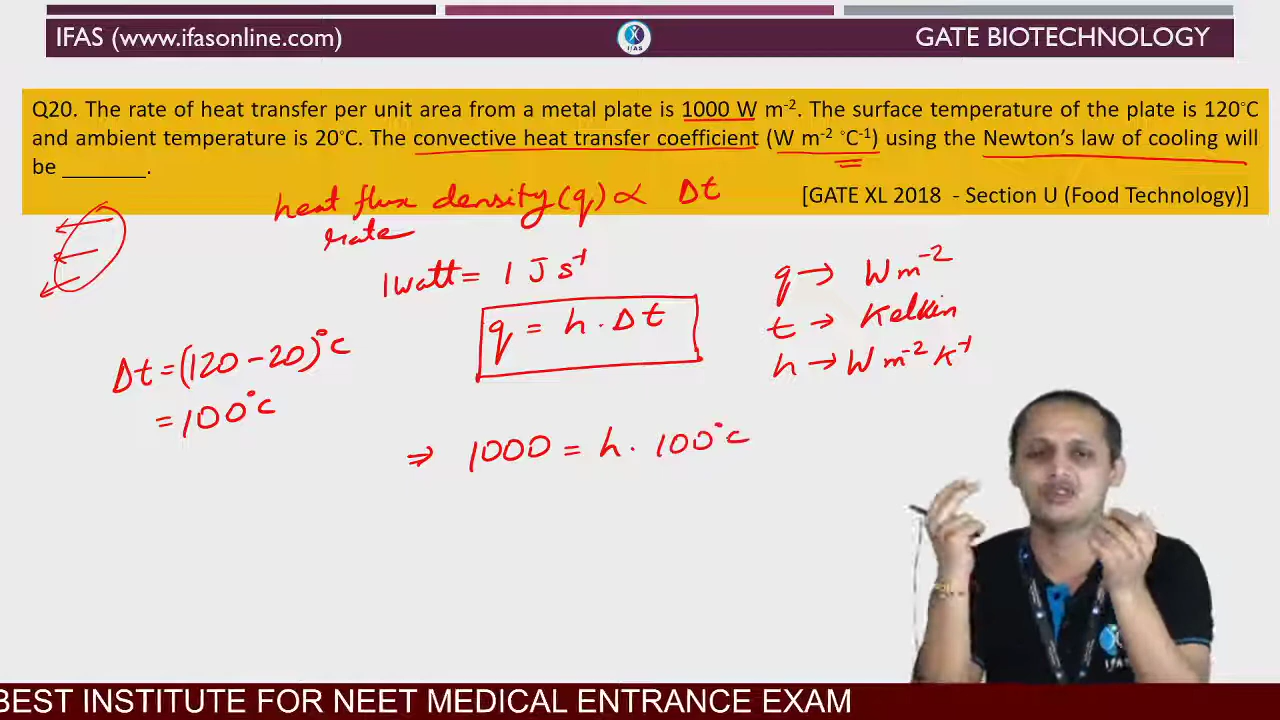 IFAS (www.ifasonline.com)
IFAS
GATE BIOTECHNOLOGY
Q20. The rate of heat transfer per unit area from a metal plate is 1000 W m⁻². The surface temperature of the plate is 120°C
and ambient temperature is 20°C. The convective heat transfer coefficient (W m⁻² °C⁻¹) using the Newton's law of cooling will
be ________.
[GATE XL 2018 - Section U (Food Technology)]
heat flux density (q) ∝ Δt
rate
1 Watt = 1 J s⁻¹
q = h . Δt
q → W m⁻²
t → Kelvin
h → W m⁻² K⁻¹
Δt = (120 - 20)°C
= 100°C
⇒ 1000 = h . 100°C
IFAS
BEST INSTITUTE FOR NEET MEDICAL ENTRANCE EXAM